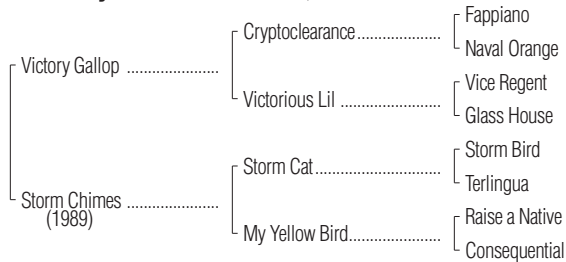 Fappiano
Cryptoclearance
Naval Orange
Victory Gallop
Vice Regent
Victorious Lil
Glass House
Storm Bird
Storm Cat
Terlingua
Storm Chimes
(1989)
Raise a Native
My Yellow Bird
Consequential